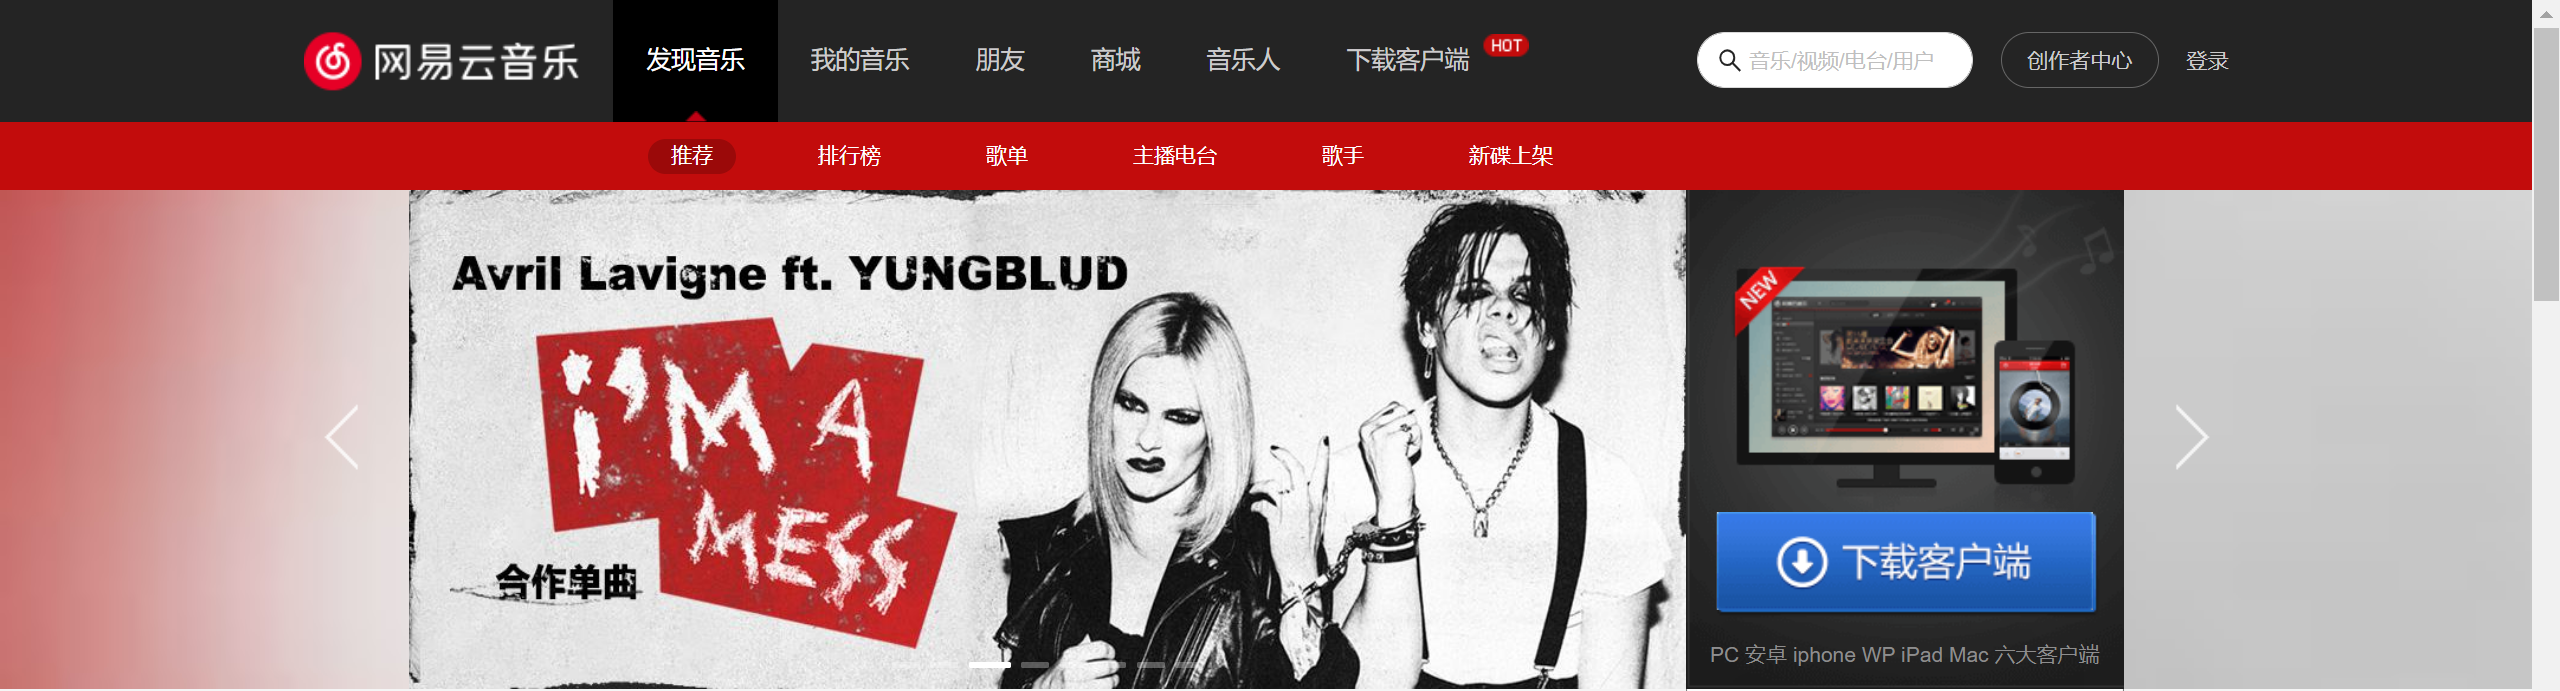 网易云音乐
发现音乐 我的音乐 朋友 商城 音乐人 下载客户端 HOT
音乐/视频/电台/用户
创作者中心
登录
推荐 排行榜 歌单 主播电台 歌手 新碟上架
Avril Lavigne ft. YUNGBLUD
i'M A
MESS
合作单曲
NEW
下载客户端
PC 安卓 iphone WP iPad Mac 六大客户端